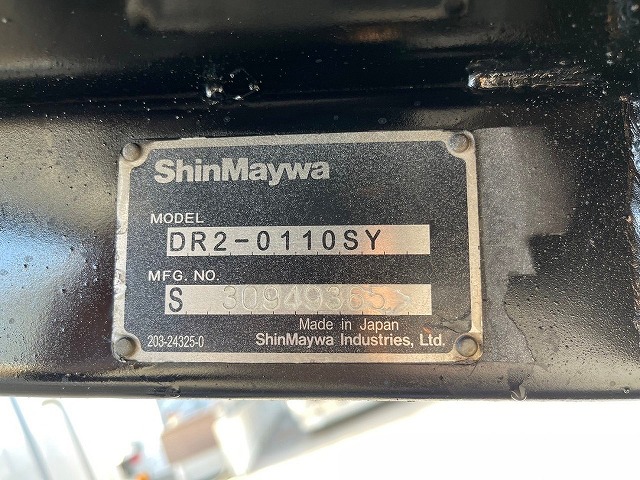 ShinMaywa
MODEL
DR2-0110SY
MFG. NO.
S 30949365
Made in Japan
203-24325-0 ShinMaywa Industries, Ltd.